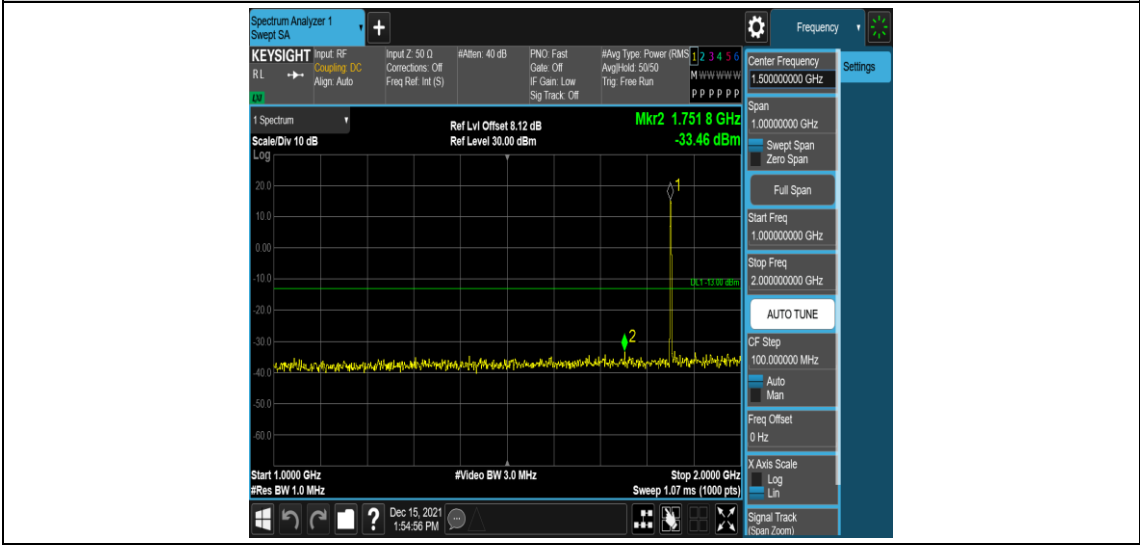 Spectrum Analyzer 1
Swept SA
Frequency
KEYSIGHT
RL
LW
Input: RF
Coupling: DC
Align: Auto
Input Z: 50 Ω
Corrections: Off
Freq Ref: Int (S)
#Atten: 40 dB
PNO: Fast
Gate: Off
IF Gain: Low
Sig Track: Off
#Avg Type: Power (RMS
Avg|Hold: 50/50
Trig: Free Run
1 2 3 4 5 6
M W W W W W
P P P P P P
1 Spectrum
Scale/Div 10 dB
Log
Ref Lvl Offset 8.12 dB
Ref Level 30.00 dBm
Mkr2 1.751 8 GHz
-33.46 dBm
20.0
10.0
0.00
-10.0
-20.0
-30.0
-40.0
-50.0
-60.0
1
DL1 -13.00 dBm
2
Start 1.0000 GHz
#Res BW 1.0 MHz
#Video BW 3.0 MHz
Stop 2.0000 GHz
Sweep 1.07 ms (1000 pts)
Dec 15, 2021
1:54:56 PM
Center Frequency
1.500000000 GHz
Settings
Span
1.00000000 GHz
Swept Span
Zero Span
Full Span
Start Freq
1.000000000 GHz
Stop Freq
2.000000000 GHz
AUTO TUNE
CF Step
100.000000 MHz
Auto
Man
Freq Offset
0 Hz
X Axis Scale
Log
Lin
Signal Track
(Span Zoom)